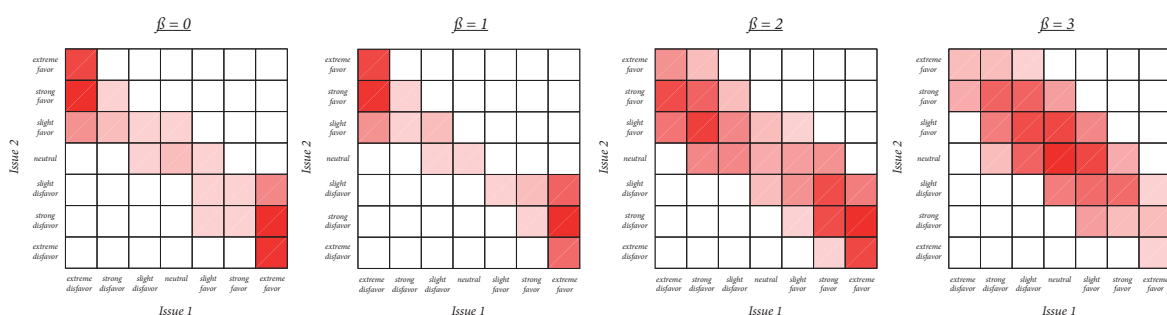 ß = 0
ß = 1
ß = 2
ß = 3
Issue 2
extreme
favor
strong
favor
slight
favor
neutral
slight
disfavor
strong
disfavor
extreme
disfavor
extreme
disfavor
strong
disfavor
slight
disfavor
neutral
slight
favor
strong
favor
extreme
favor
Issue 1
Issue 2
extreme
favor
strong
favor
slight
favor
neutral
slight
disfavor
strong
disfavor
extreme
disfavor
extreme
disfavor
strong
disfavor
slight
disfavor
neutral
slight
favor
strong
favor
extreme
favor
Issue 1
Issue 2
extreme
favor
strong
favor
slight
favor
neutral
slight
disfavor
strong
disfavor
extreme
disfavor
extreme
disfavor
strong
disfavor
slight
disfavor
neutral
slight
favor
strong
favor
extreme
favor
Issue 1
Issue 2
extreme
favor
strong
favor
slight
favor
neutral
slight
disfavor
strong
disfavor
extreme
disfavor
extreme
disfavor
strong
disfavor
slight
disfavor
neutral
slight
favor
strong
favor
extreme
favor
Issue 1